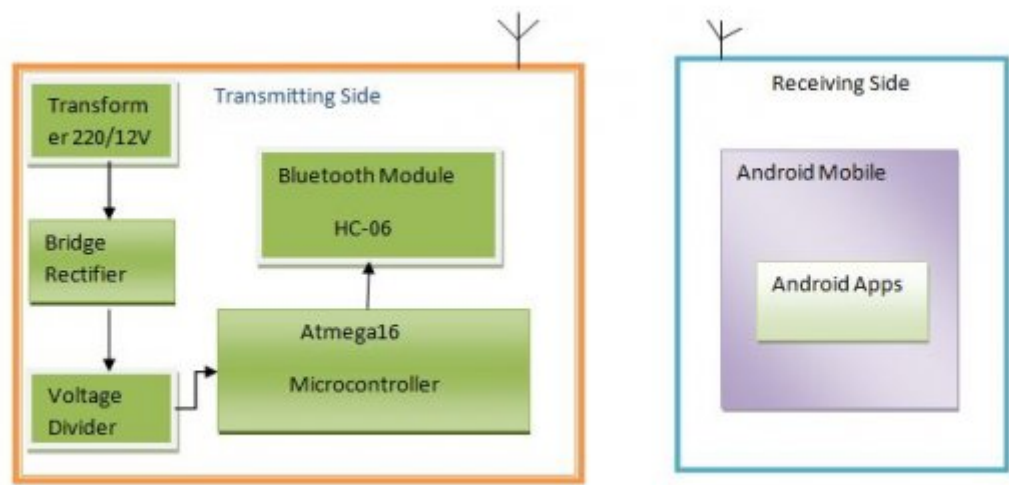 Transmitting Side
Transform
er 220/12V
Bluetooth Module
HC-06
Bridge
Rectifier
Atmega16
Microcontroller
Voltage
Divider
Receiving Side
Android Mobile
Android Apps